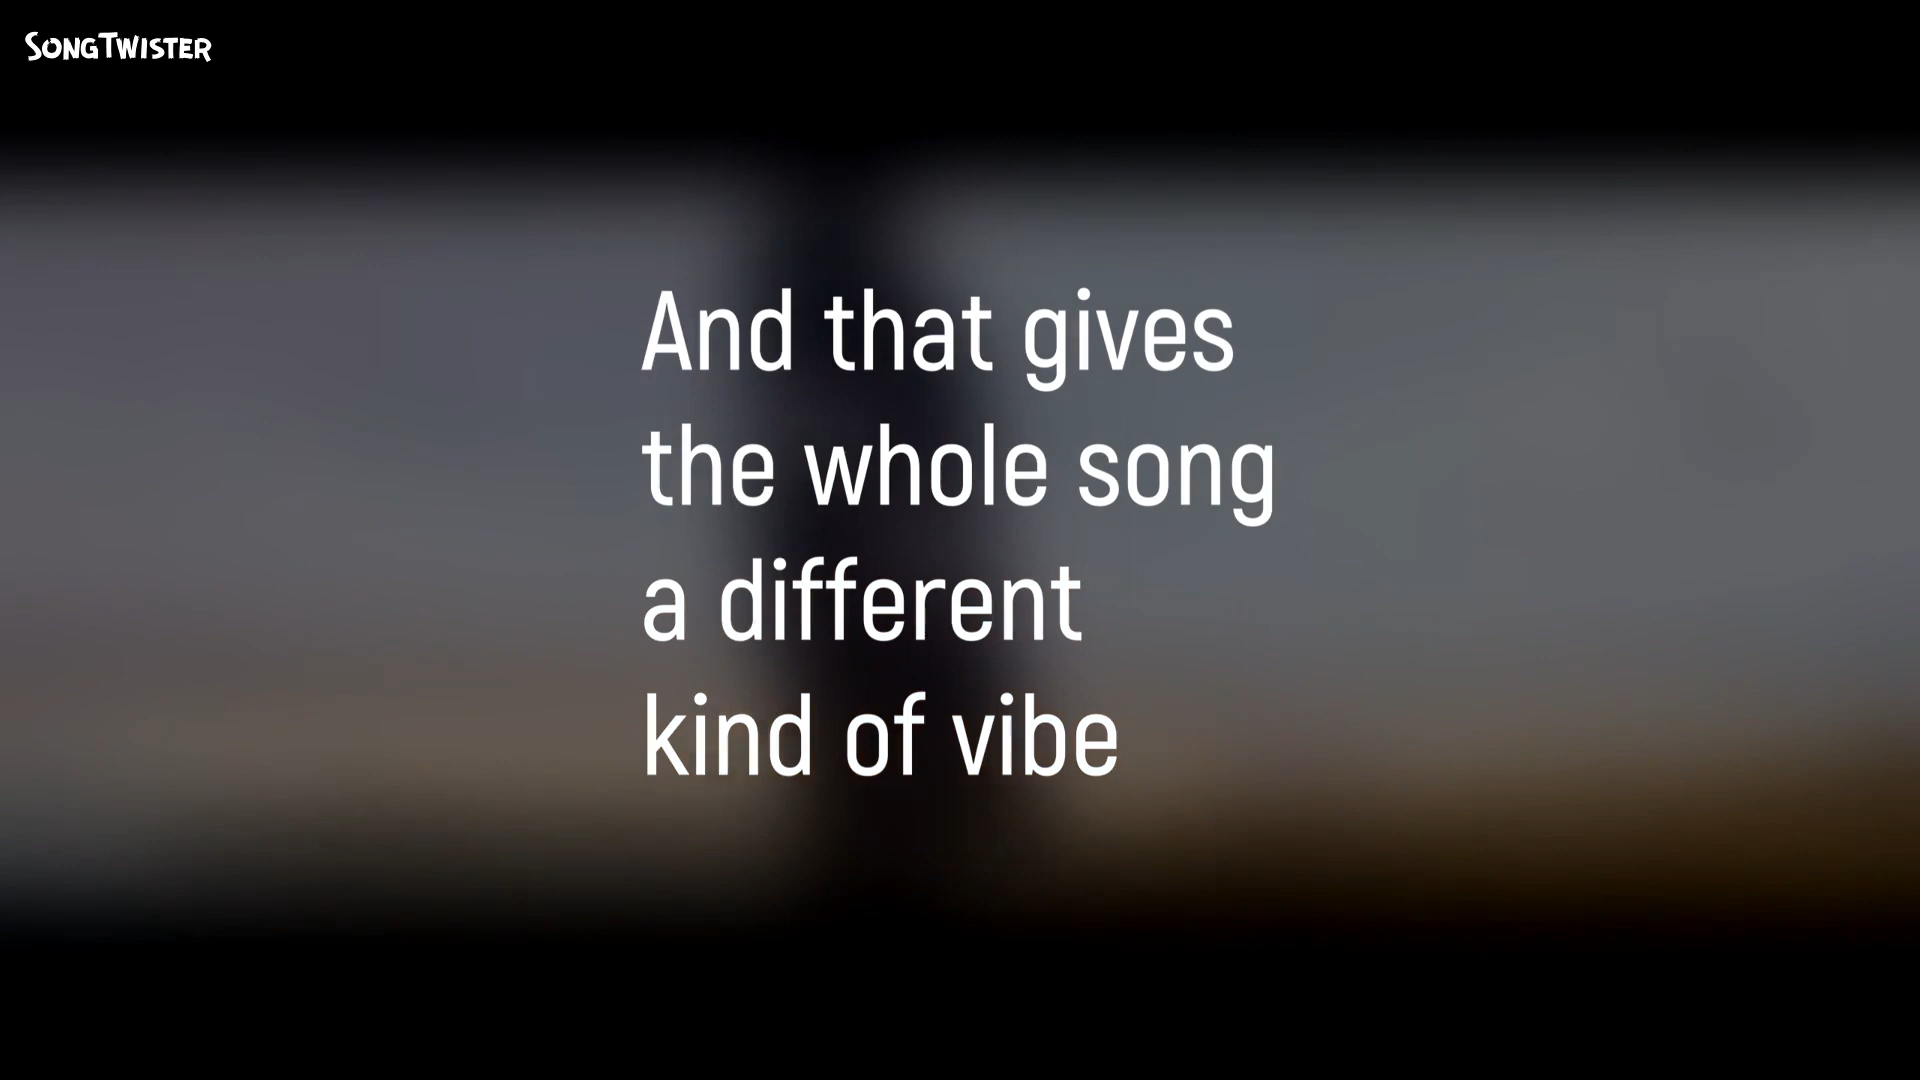 SONGTWISTER
And that gives
the whole song
a different
kind of vibe